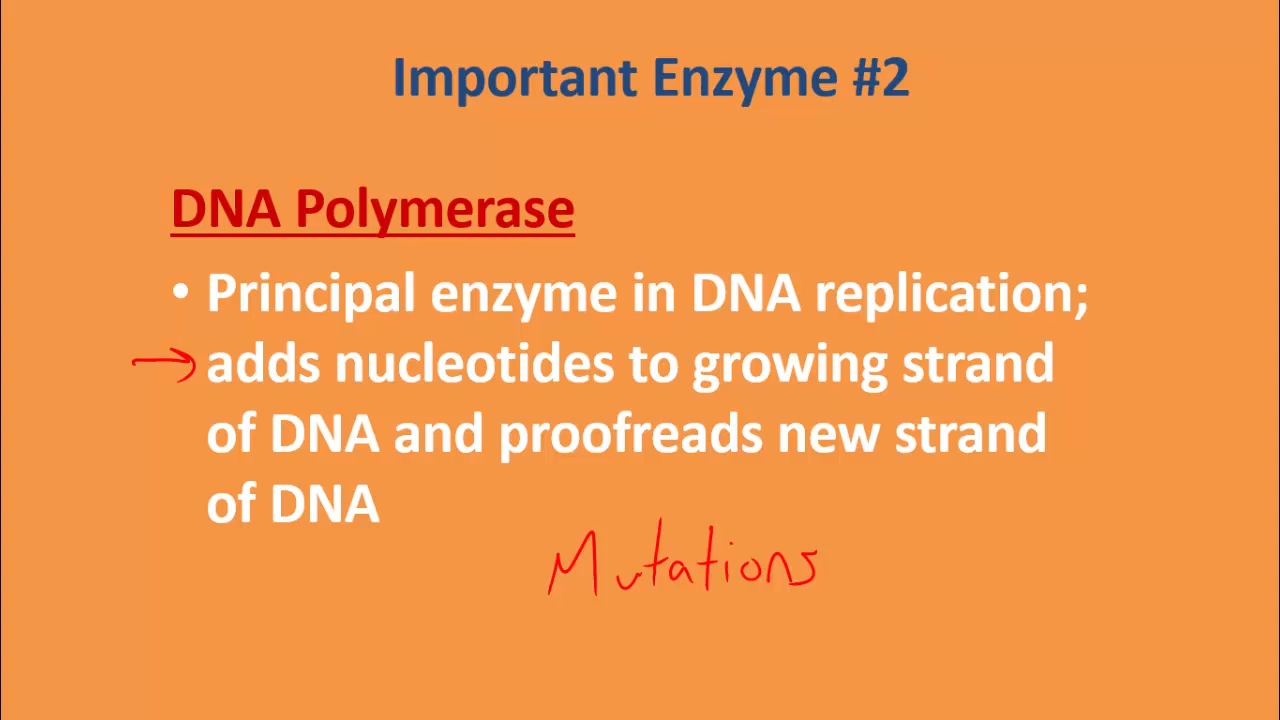 Important Enzyme #2
DNA Polymerase
• Principal enzyme in DNA replication;
adds nucleotides to growing strand
of DNA and proofreads new strand
of DNA
Mutations